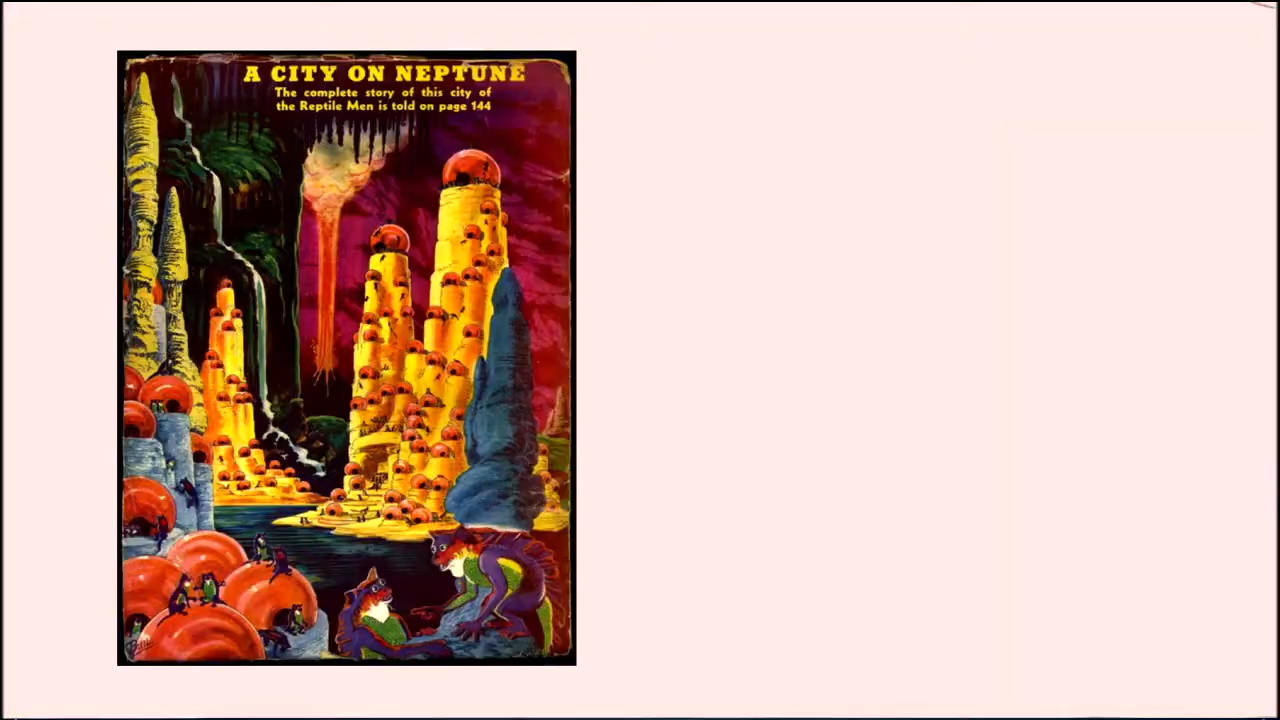 A CITY ON NEPTUNE
The complete story of this city of
the Reptile Men is told on page 144